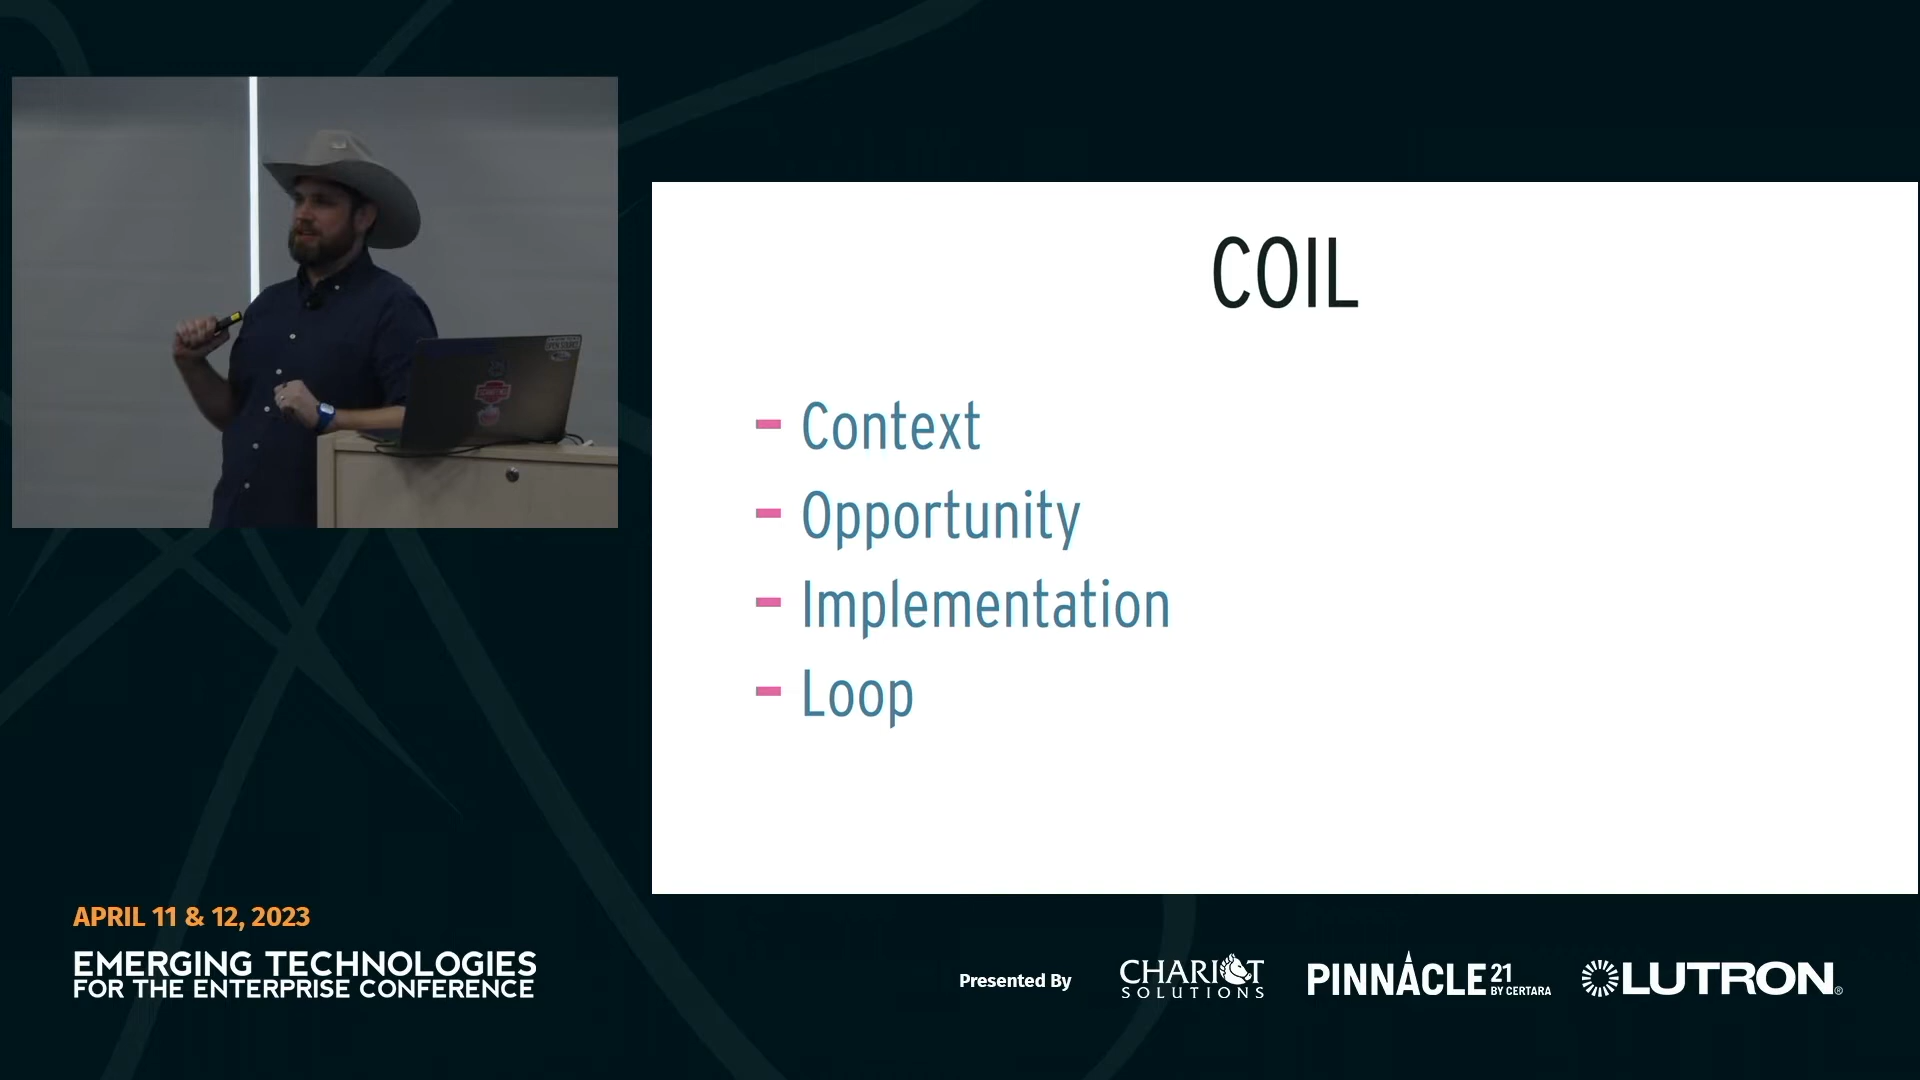 COIL
- Context
- Opportunity
- Implementation
- Loop
APRIL 11 & 12, 2023
EMERGING TECHNOLOGIES
FOR THE ENTERPRISE CONFERENCE
Presented By
CHARIOT
SOLUTIONS
PINNACLE 21
BY CERTARA
LUTRON®